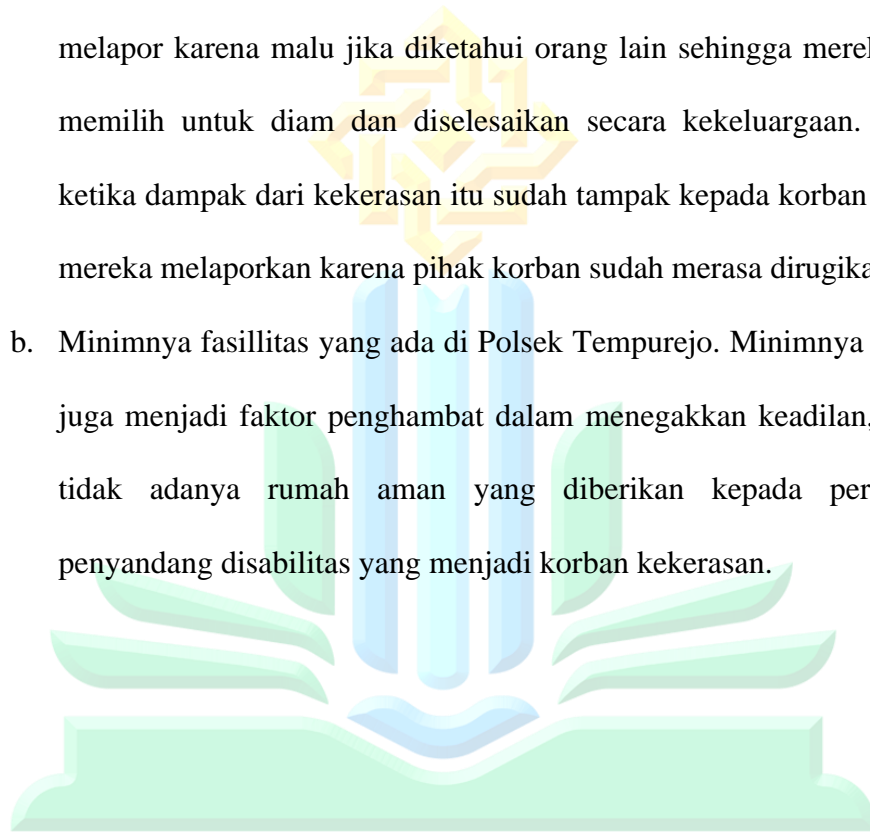 melapor karena malu jika diketahui orang lain sehingga
memilih untuk diam dan diselesaikan secara kekeluargaan.
ketika dampak dari kekerasan itu sudah tampak kepada korban
mereka melaporkan karena pihak korban sudah merasa
b. Minimnya fasillitas yang ada di Polsek Tempurejo. Minimnya
juga menjadi faktor penghambat dalam menegakkan keadilan,
tidak adanya rumah aman yang diberikan kepada
penyandang disabilitas yang menjadi korban kekerasan.